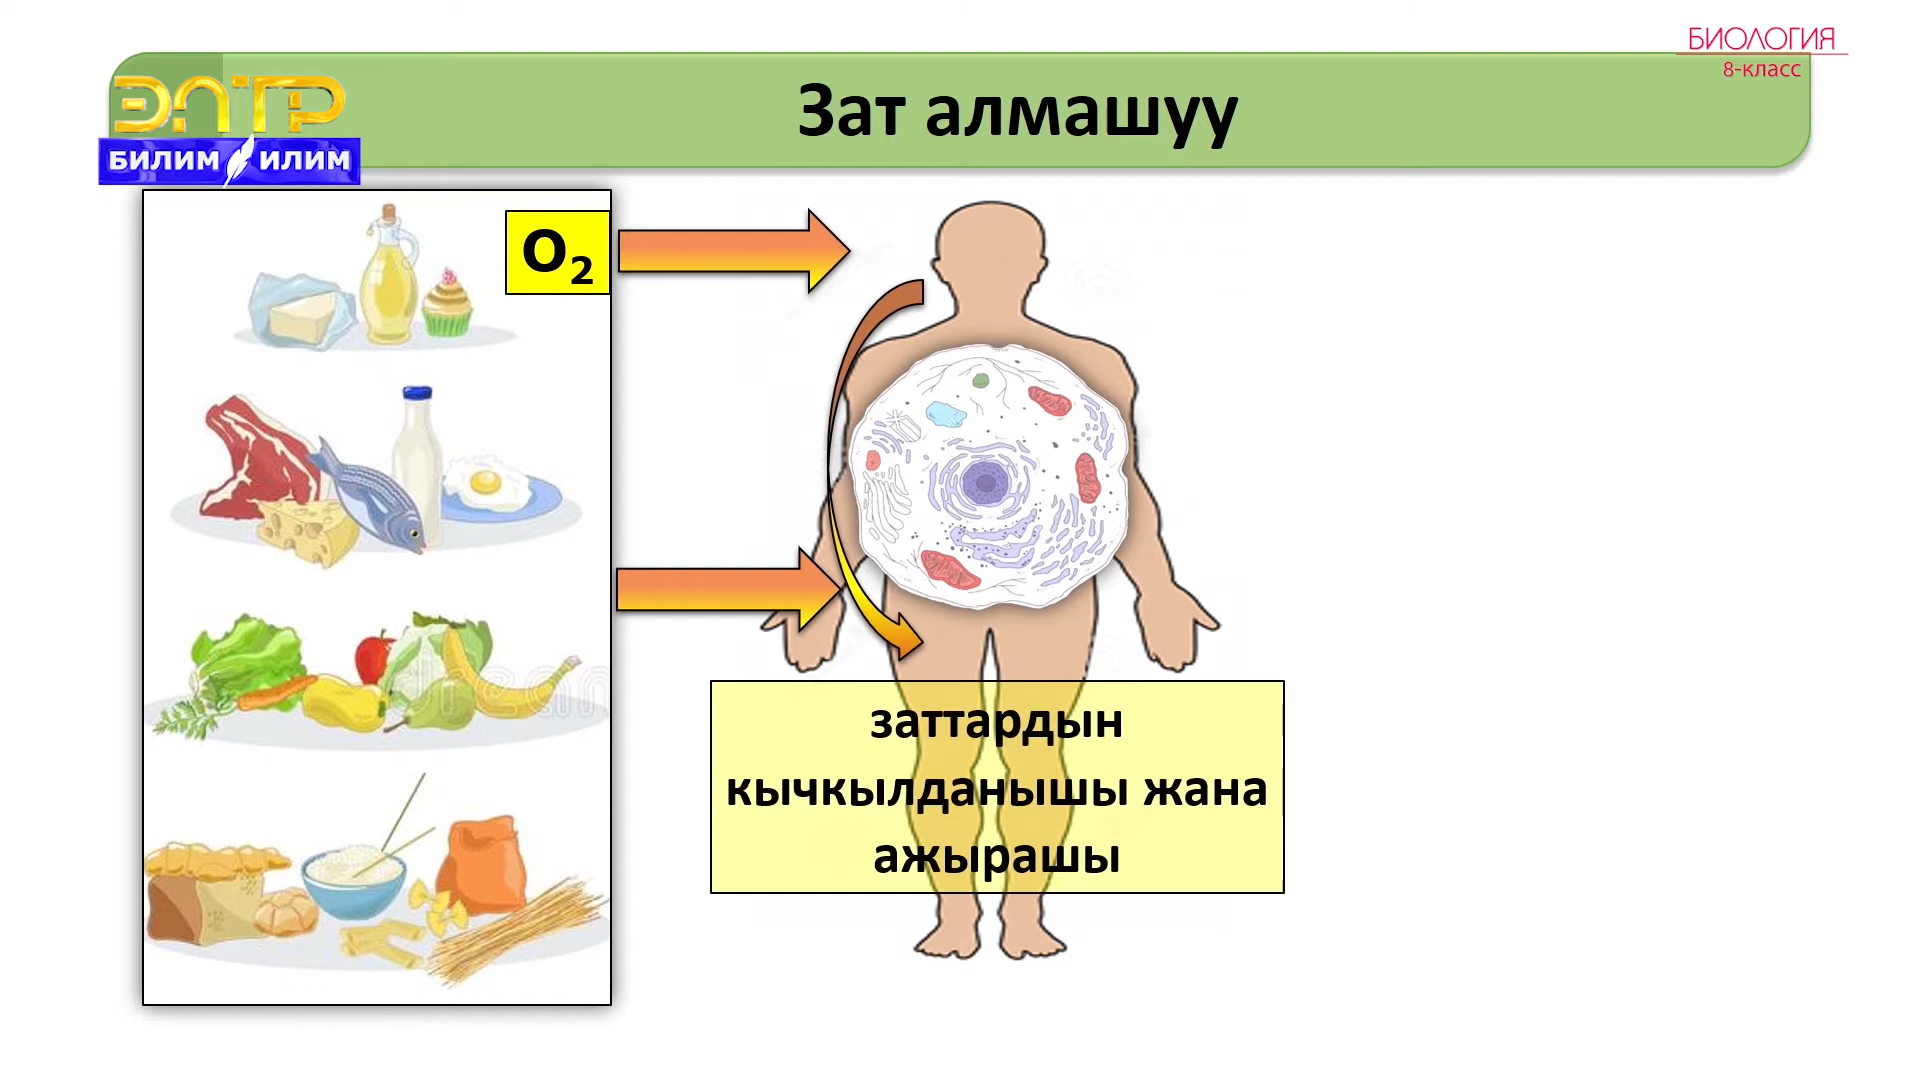 БИОЛОГИЯ
8-класс
ЭЛТР
БИЛИМ ИЛИМ
Зат алмашуу
O₂
заттардын
кычкылданышы жана
ажырашы